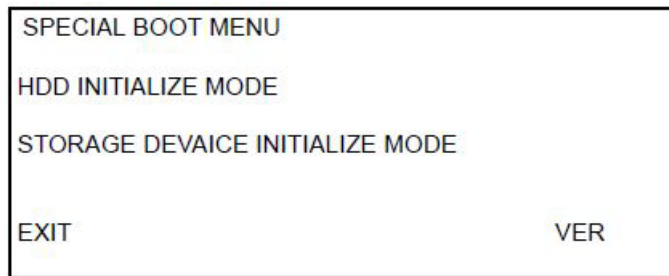 SPECIAL BOOT MENU
HDD INITIALIZE MODE
STORAGE DEVAICE INITIALIZE MODE
EXIT VER